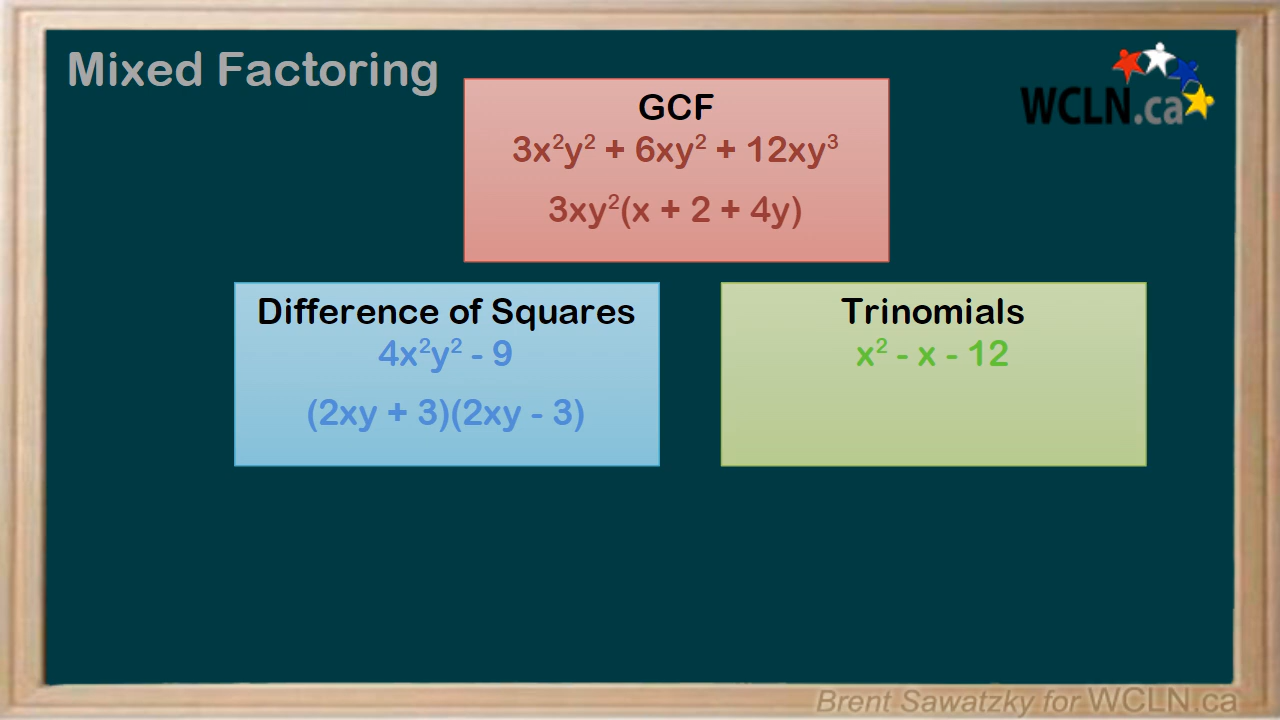 Mixed Factoring
WCLN.ca
GCF
3x²y² + 6xy² + 12xy³
3xy²(x + 2 + 4y)
Difference of Squares
4x²y² - 9
(2xy + 3)(2xy - 3)
Trinomials
x² - x - 12
Brent Sawatzky for WCLN.ca